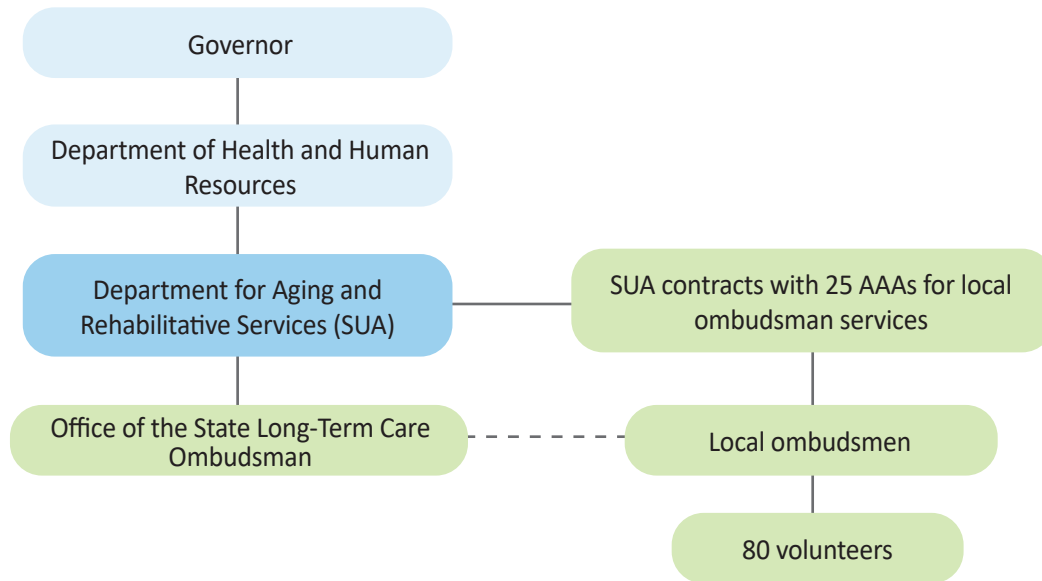 Governor
Department of Health and Human
Resources
Department for Aging and
Rehabilitative Services (SUA)
SUA contracts with 25 AAAs for local
ombudsman services
Office of the State Long-Term Care
Ombudsman
Local ombudsmen
80 volunteers